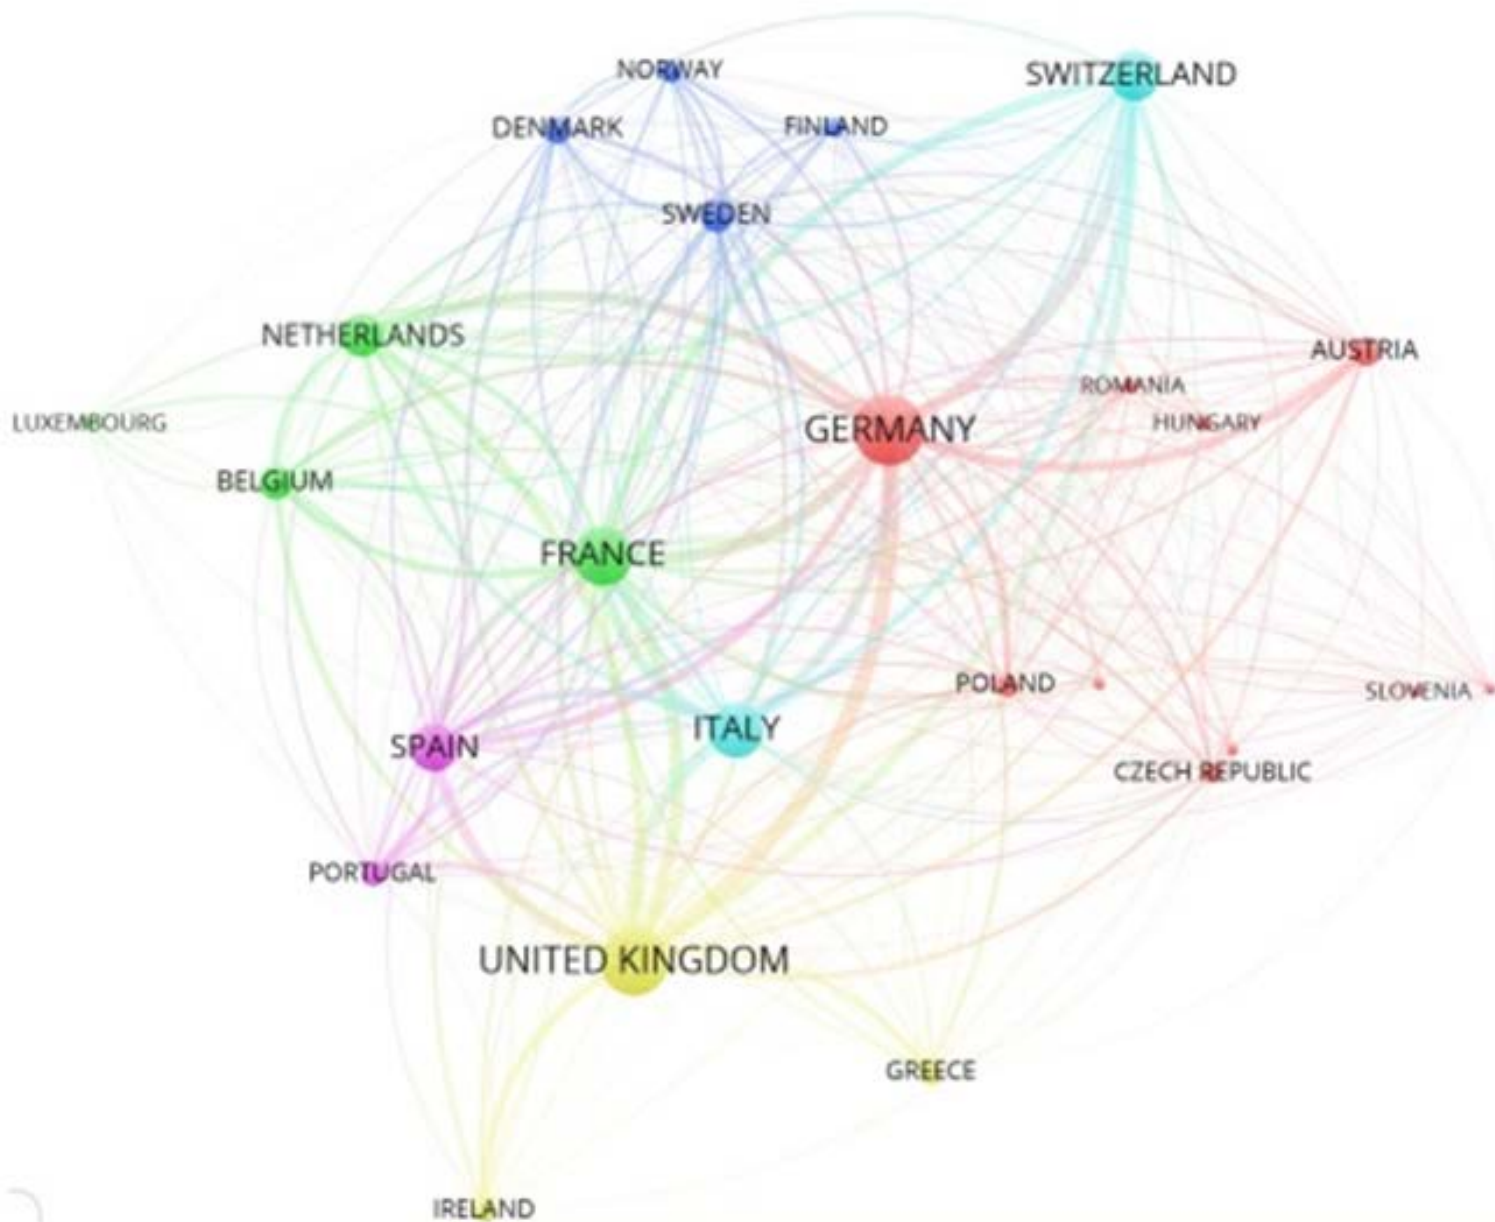 NORWAY
SWITZERLAND
DENMARK
FINLAND
SWEDEN
NETHERLANDS
AUSTRIA
ROMANIA
LUXEMBOURG
HUNGARY
GERMANY
BELGIUM
FRANCE
POLAND
SLOVENIA
ITALY
SPAIN
CZECH REPUBLIC
PORTUGAL
UNITED KINGDOM
GREECE
IRELAND